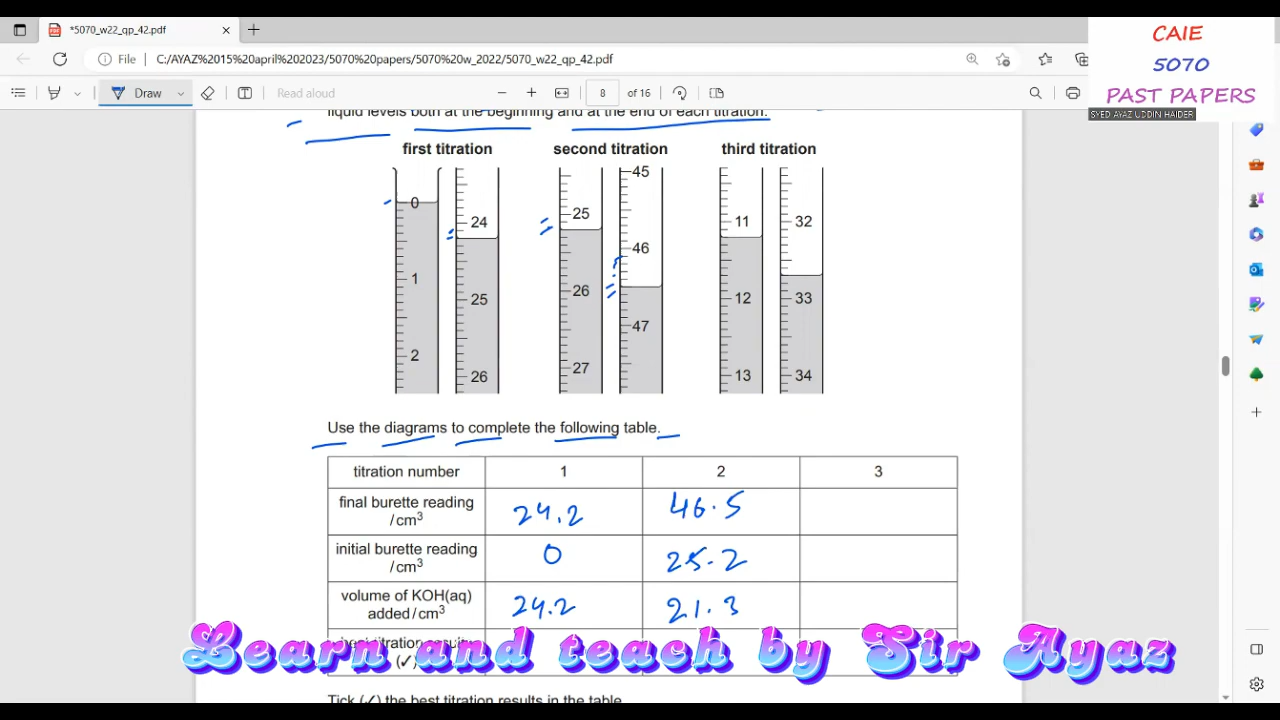 *5070_w22_qp_42.pdf
File
C:/AYAZ%2015%20april%202023/5070%20papers/5070%20w_2022/5070_w22_qp_42.pdf
CAIE
5070
PAST PAPERS
SYED AYAZ UDDIN HAIDER
Draw
Read aloud
8 of 16
liquid levels both at the beginning and at the end of each titration.
first titration second titration third titration
0 1 2
24 25 26
25 26 27
45 46 47
11 12 13
32 33 34
Use the diagrams to complete the following table.
titration number 1 2 3
final burette reading /cm3 24.2 46.5
initial burette reading /cm3 0 25.2
volume of KOH(aq) added/cm3 24.2 21.3
(✓)
Learn and teach by Sir Ayaz
Tick (✓) the best titration results in the table.